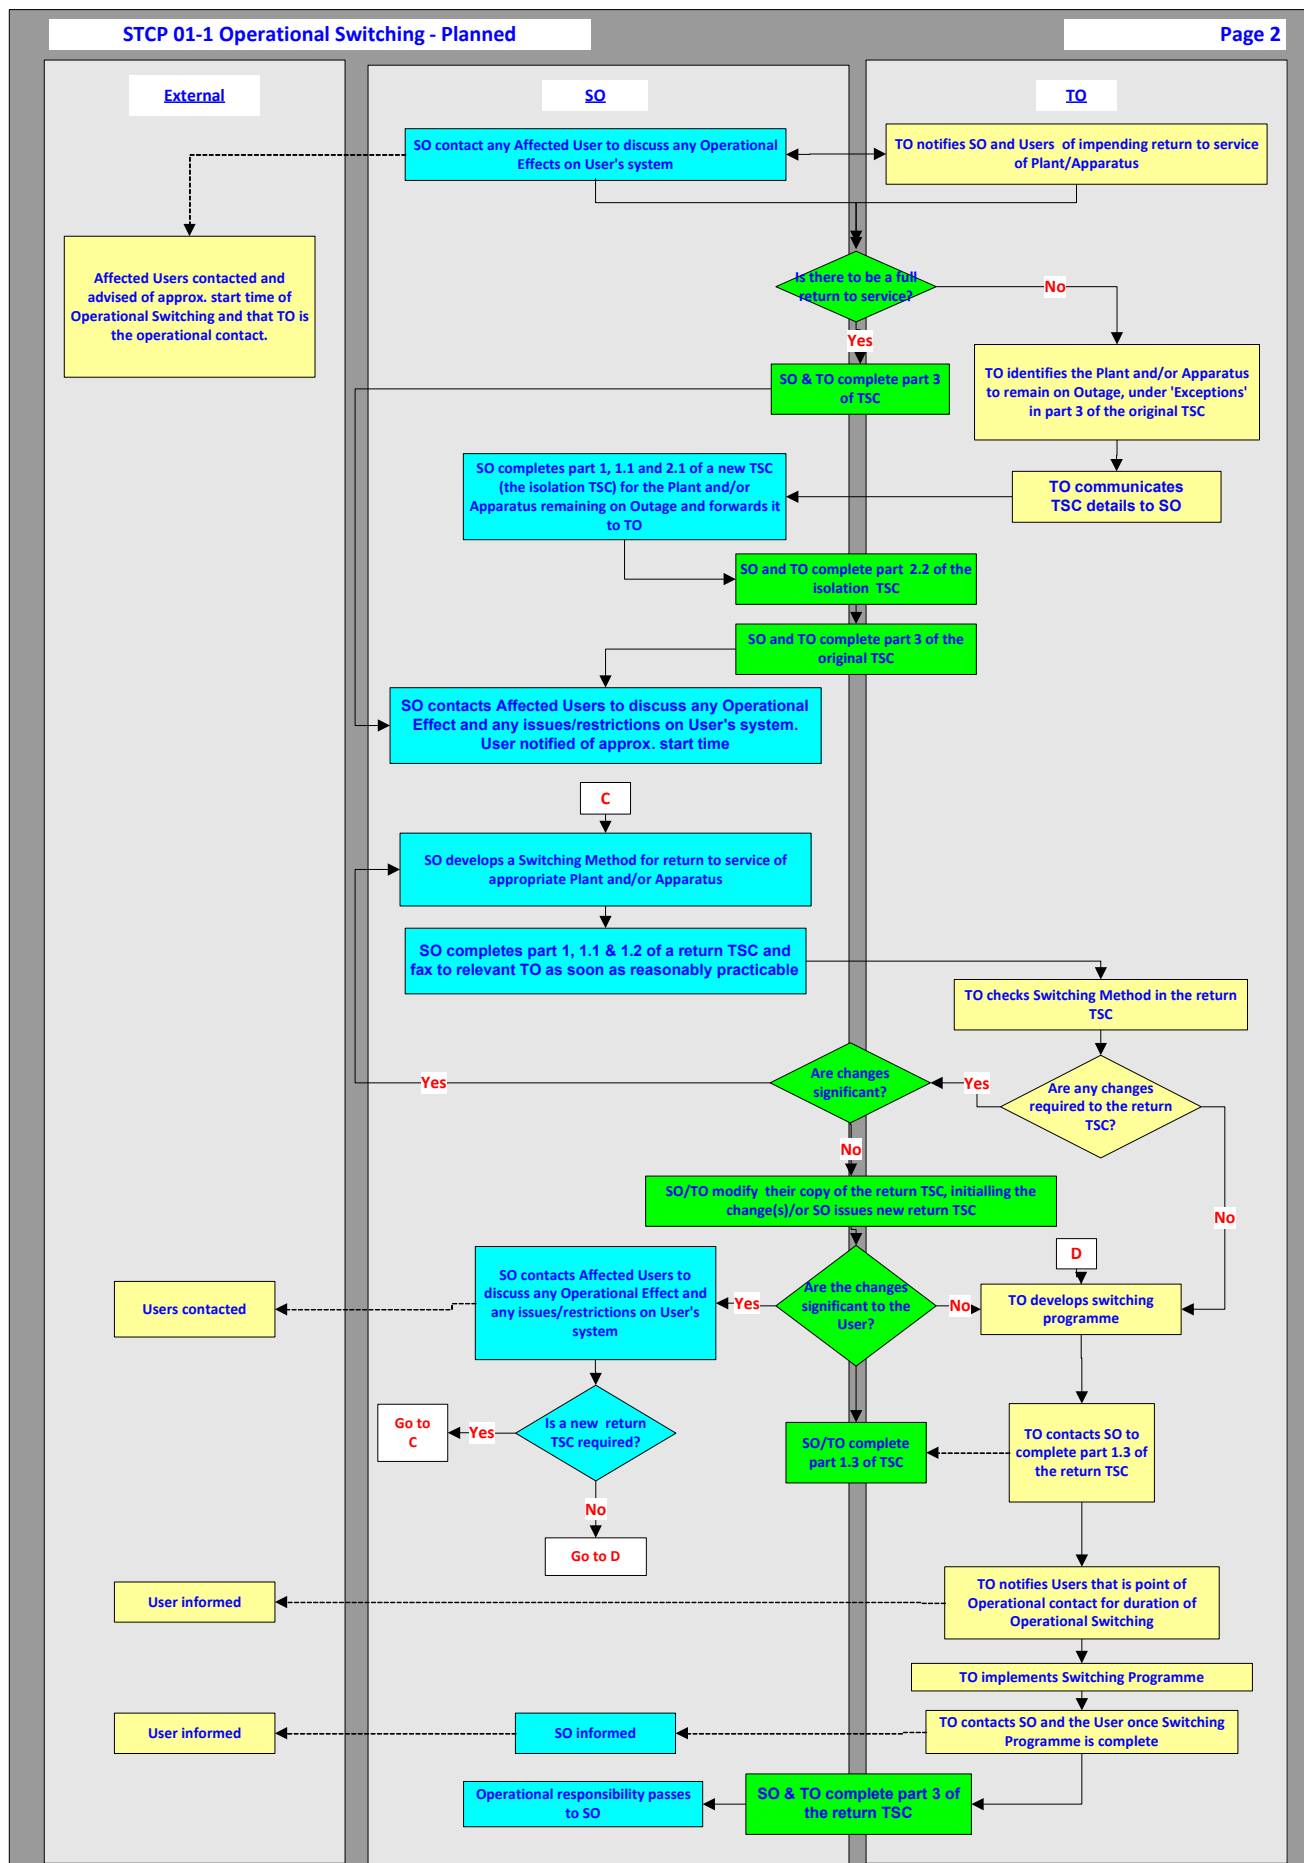 STCP 01-1 Operational Switching - Planned
Page 2
External
SO
TO
SO contact any Affected User to discuss any Operational
Effects on User's system
TO notifies SO and Users  of impending return to service
of Plant/Apparatus
Affected Users contacted and
advised of approx. start time of
Operational Switching and that TO is
the operational contact.
Is there to be a full
return to service?
No
Yes
SO & TO complete part 3
of TSC
TO identifies the Plant and/or Apparatus
to remain on Outage, under 'Exceptions'
in part 3 of the original TSC
SO completes part 1, 1.1 and 2.1 of a new TSC
(the isolation TSC) for the Plant and/or
Apparatus remaining on Outage and forwards it
to TO
TO communicates
TSC details to SO
SO and TO complete part  2.2 of the
isolation  TSC
SO and TO complete part 3 of the
original TSC
SO contacts Affected Users to discuss any Operational
Effect and any issues/restrictions on User's system.
User notified of approx. start time
C
SO develops a Switching Method for return to service of
appropriate Plant and/or Apparatus
SO completes part 1, 1.1 & 1.2 of a return TSC and
fax to relevant TO as soon as reasonably practicable
TO checks Switching Method in the return
TSC
Are changes
significant?
Yes
Yes
Are any changes
required to the return
TSC?
No
SO/TO modify  their copy of the return TSC, initialling the
change(s)/or SO issues new return TSC
No
D
SO contacts Affected Users to
discuss any Operational Effect and
any issues/restrictions on User's
system
Users contacted
Yes
Are the changes
significant to the
User?
No
TO develops switching
programme
Go to
C
Yes
Is a new  return
TSC required?
SO/TO complete
part 1.3 of TSC
TO contacts SO to
complete part 1.3 of
the return TSC
No
Go to D
TO notifies Users that is point of
Operational contact for duration of
Operational Switching
User informed
TO implements Switching Programme
User informed
SO informed
TO contacts SO and the User once Switching
Programme is complete
Operational responsibility passes
to SO
SO & TO complete part 3 of
the return TSC